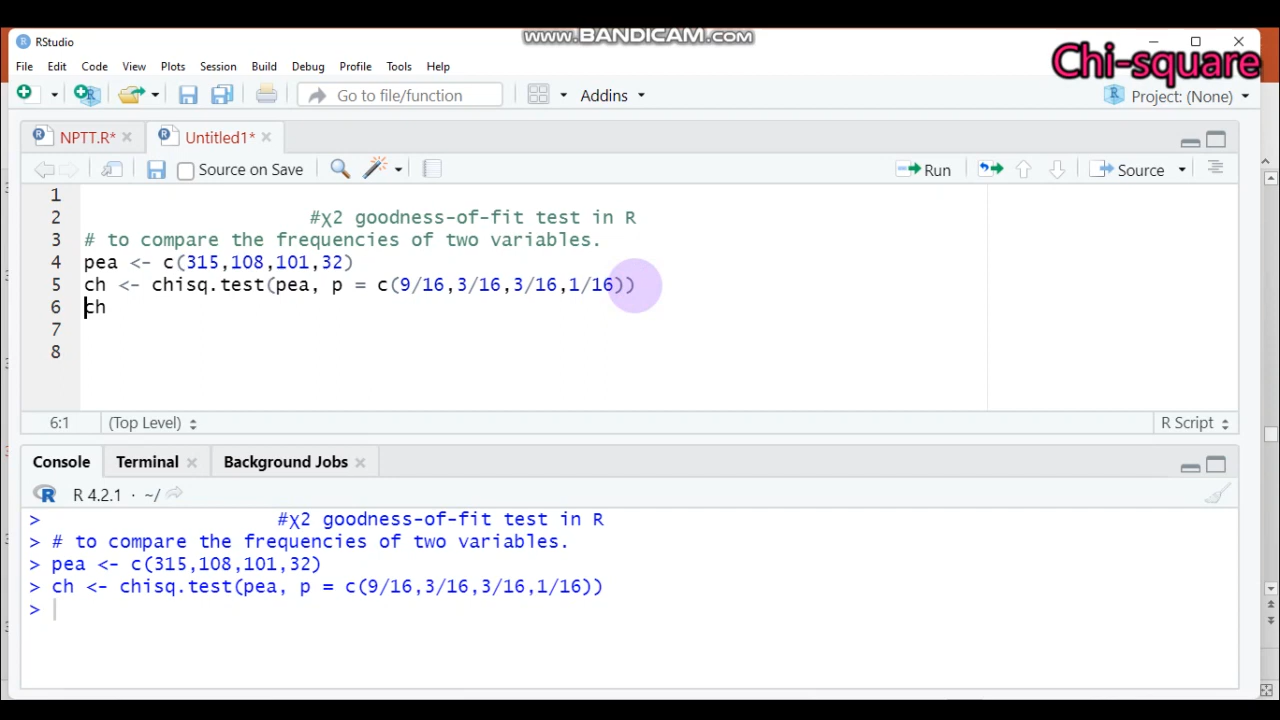 www.BANDICAM.com
RStudio
Chi-square
File Edit Code View Plots Session Build Debug Profile Tools Help
Go to file/function Addins Project: (None)
NPTT.R* Untitled1*
Source on Save Run Source
1
2 #χ2 goodness-of-fit test in R
3 # to compare the frequencies of two variables.
4 pea <- c(315,108,101,32)
5 ch <- chisq.test(pea, p = c(9/16,3/16,3/16,1/16))
6 ch
7
8
6:1 (Top Level) R Script
Console Terminal Background Jobs
R 4.2.1 · ~/
> #χ2 goodness-of-fit test in R
> # to compare the frequencies of two variables.
> pea <- c(315,108,101,32)
> ch <- chisq.test(pea, p = c(9/16,3/16,3/16,1/16))
>